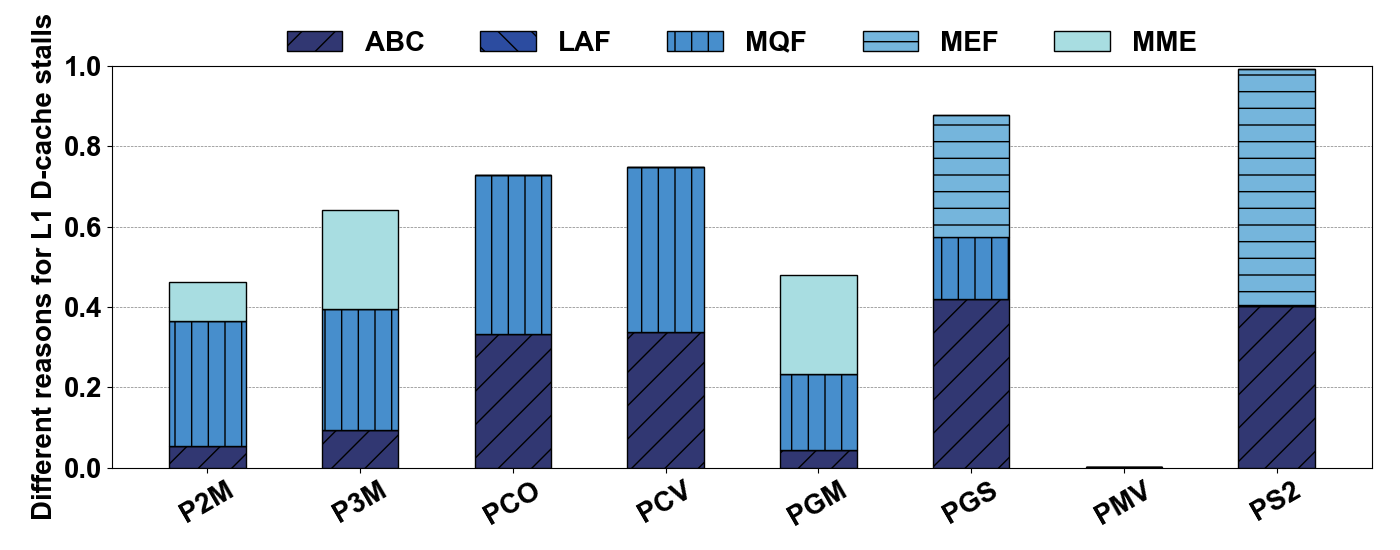 ABC LAF MQF MEF MME
Different reasons for L1 D-cache stalls
1.0
0.8
0.6
0.4
0.2
0.0
P2M P3M PCO PCV PGM PGS PMV PS2